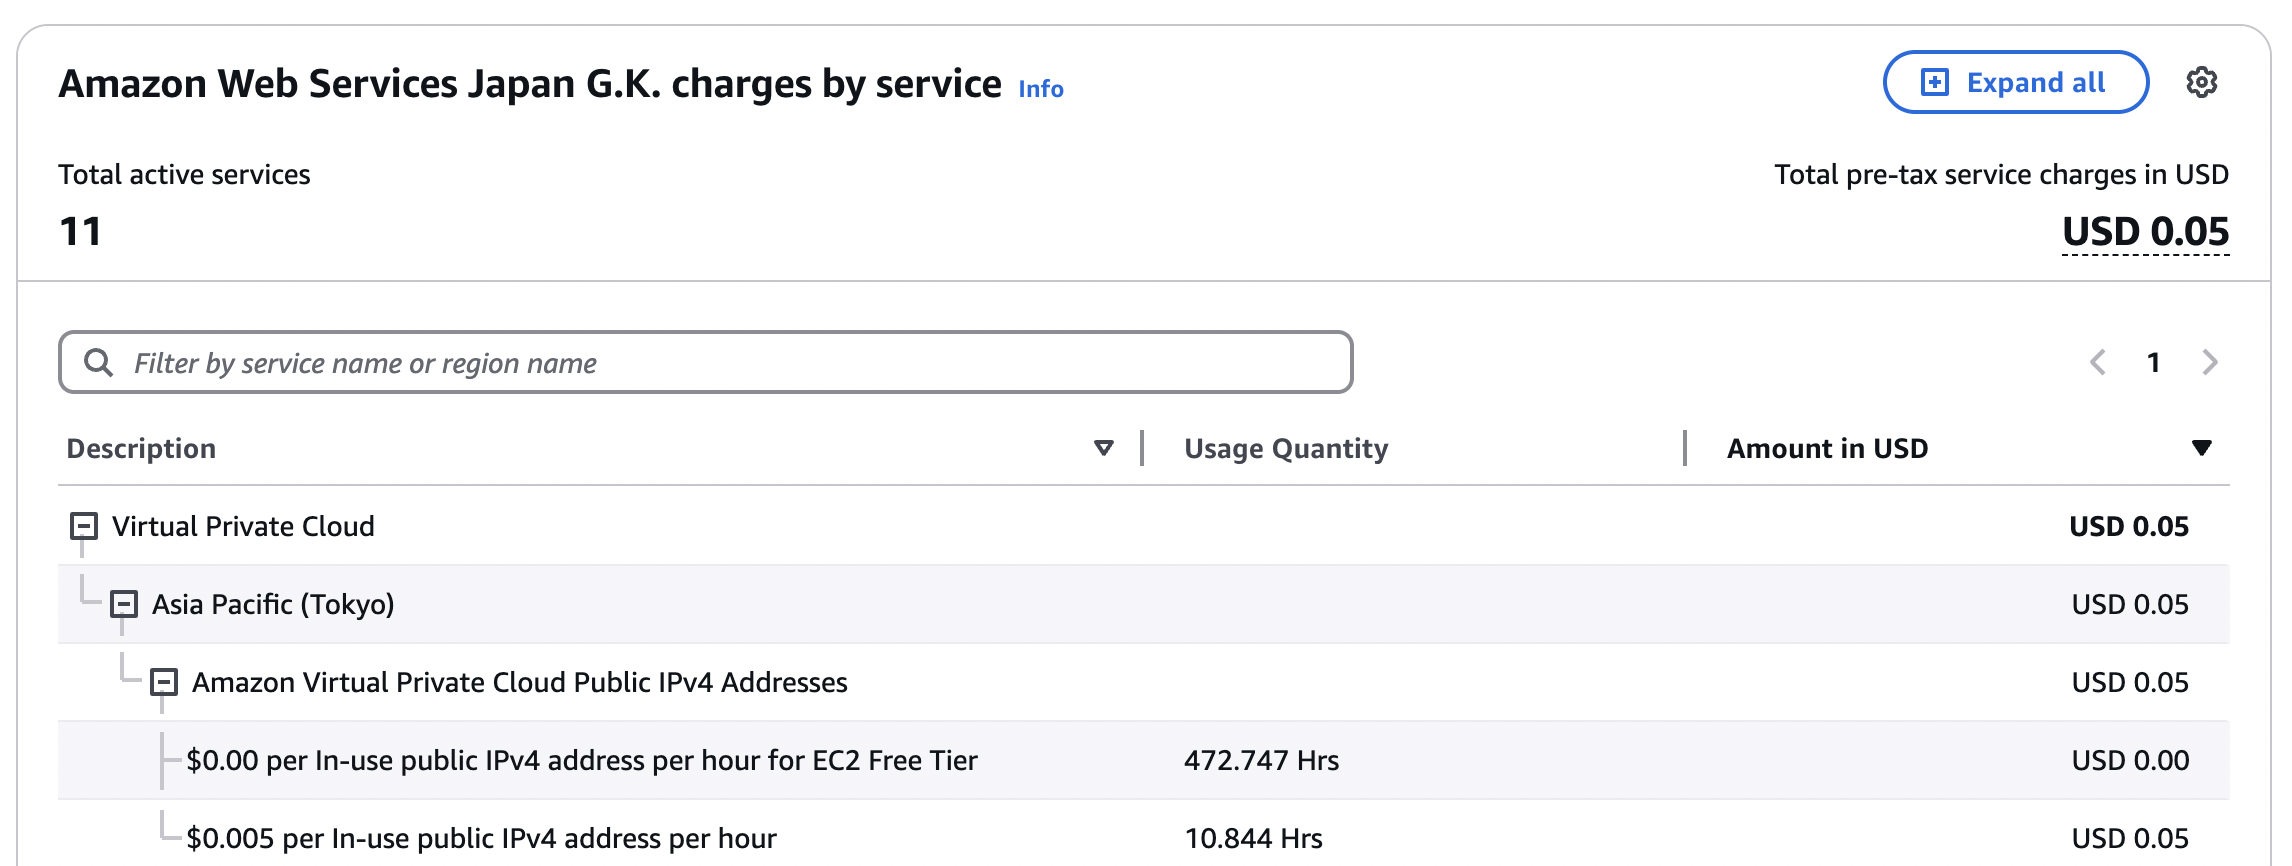 Amazon Web Services Japan G.K. charges by service Info
Expand all
Total active services
Total pre-tax service charges in USD
11
USD 0.05
Filter by service name or region name
1
Description Usage Quantity Amount in USD
Virtual Private Cloud USD 0.05
Asia Pacific (Tokyo) USD 0.05
Amazon Virtual Private Cloud Public IPv4 Addresses USD 0.05
$0.00 per In-use public IPv4 address per hour for EC2 Free Tier 472.747 Hrs USD 0.00
$0.005 per In-use public IPv4 address per hour 10.844 Hrs USD 0.05